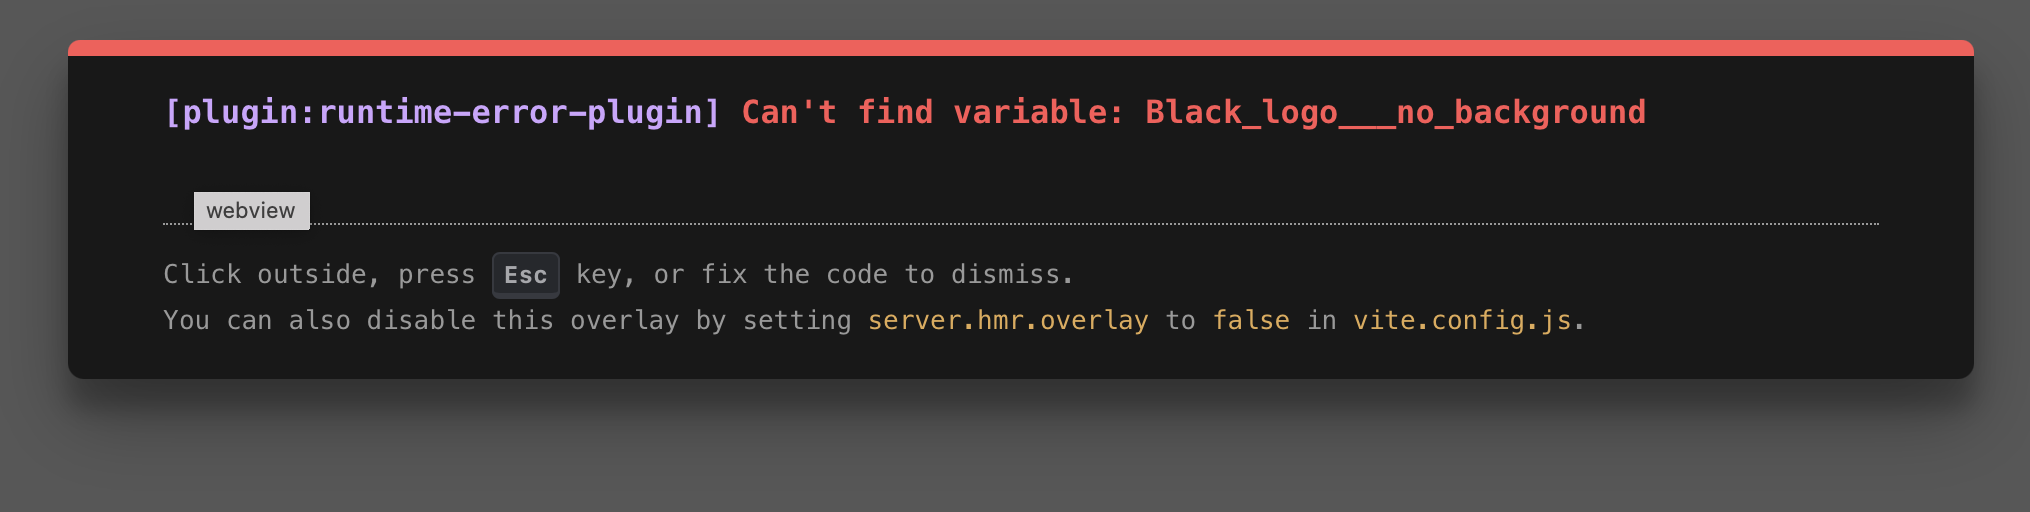 [plugin:runtime-error-plugin] Can't find variable: Black_logo___no_background
webview
Click outside, press Esc key, or fix the code to dismiss.
You can also disable this overlay by setting server.hmr.overlay to false in vite.config.js.